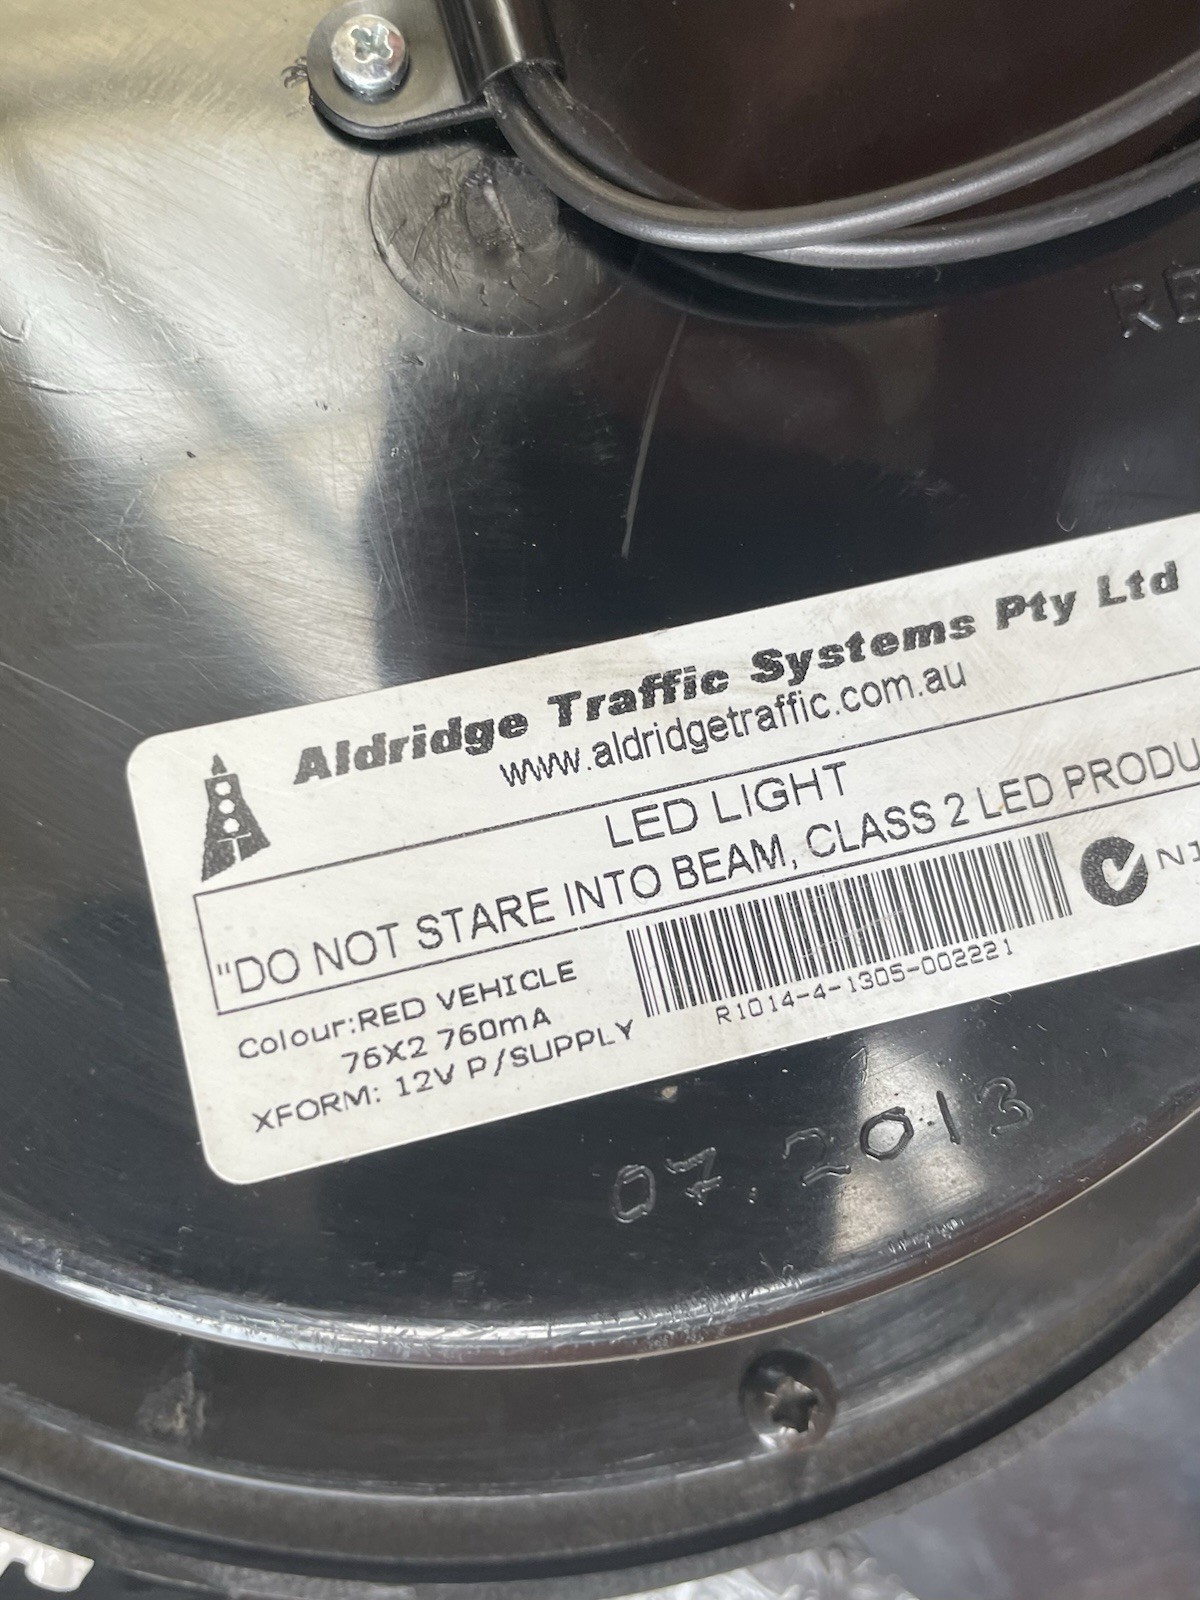 RE
Aldridge Traffic Systems Pty Ltd
www.aldridgetraffic.com.au
LED LIGHT
"DO NOT STARE INTO BEAM, CLASS 2 LED PRODU
Colour:RED VEHICLE
76X2 760mA
XFORM: 12V P/SUPPLY
R1014-4-1305-002221
N1
07.2013